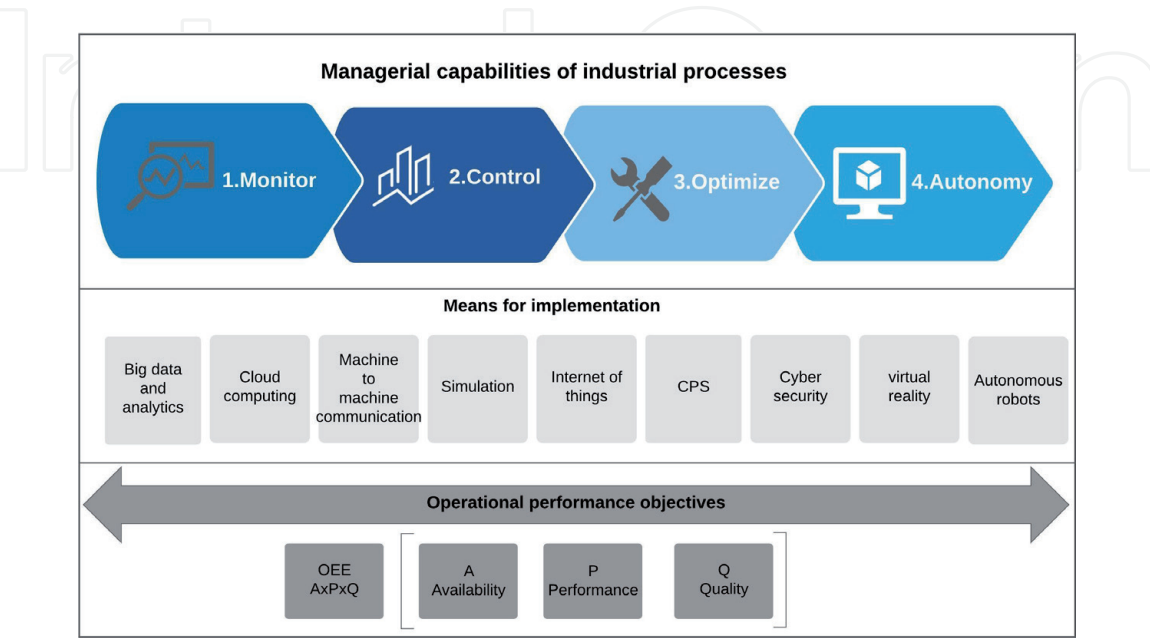 Managerial capabilities of industrial processes
1.Monitor
2.Control
3.Optimize
4.Autonomy
Means for implementation
Big data
and
analytics
Cloud
computing
Machine
to
machine
communication
Simulation
Internet of
things
CPS
Cyber
security
virtual
reality
Autonomous
robots
Operational performance objectives
OEE
AxPxQ
A
Availability
P
Performance
Q
Quality